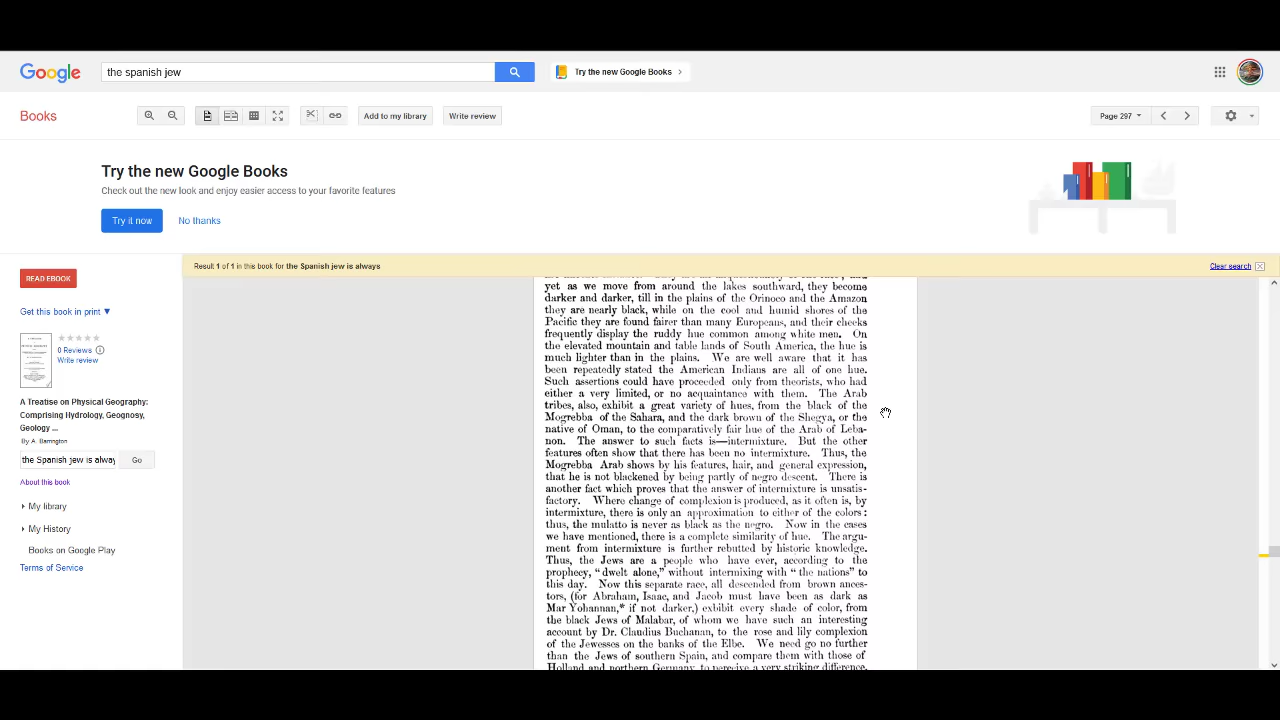 Google
the spanish jew
Try the new Google Books
Books
Add to my library
Write review
Page 297
Try the new Google Books
Check out the new look and enjoy easier access to your favorite features
Try it now
No thanks
Result 1 of 1 in this book for the Spanish jew is always
Clear search
READ EBOOK
Get this book in print ▼
0 Reviews
Write review
A Treatise on Physical Geography:
Comprising Hydrology, Geognosy,
Geology ...
By A. Barrington
the Spanish jew is alway
Go
About this book
My library
My History
Books on Google Play
Terms of Service
yet as we move from around the lakes southward, they become
darker and darker, till in the plains of the Orinoco and the Amazon
they are nearly black, while on the cool and humid shores of the
Pacific they are found fairer than many Europeans, and their cheeks
frequently display the ruddy hue common among white men. On
the elevated mountain and table lands of South America, the hue is
much lighter than in the plains. We are well aware that it has
been repeatedly stated the American Indians are all of one hue.
Such assertions could have proceeded only from theorists, who had
either a very limited, or no acquaintance with them. The Arab
tribes, also, exhibit a great variety of hues, from the black of the
Mogrebba of the Sahara, and the dark brown of the Shegya, or the
native of Oman, to the comparatively fair hue of the Arab of Leba-
non. The answer to such facts is—intermixture. But the other
features often show that there has been no intermixture. Thus, the
Mogrebba Arab shows by his features, hair, and general expression,
that he is not blackened by being partly of negro descent. There is
another fact which proves that the answer of intermixture is unsatis-
factory. Where change of complexion is produced, as it often is, by
intermixture, there is only an approximation to either of the colors:
thus, the mulatto is never as black as the negro. Now in the cases
we have mentioned, there is a complete similarity of hue. The argu-
ment from intermixture is further rebutted by historic knowledge.
Thus, the Jews are a people who have ever, according to the
prophecy, "dwelt alone," without intermixing with "the nations" to
this day. Now this separate race, all descended from brown ances-
tors, (for Abraham, Isaac, and Jacob must have been as dark as
Mar Yohannan,* if not darker,) exhibit every shade of color, from
the black Jews of Malabar, of whom we have such an interesting
account by Dr. Claudius Buchanan, to the rose and lily complexion
of the Jewesses on the banks of the Elbe. We need go no further
than the Jews of southern Spain, and compare them with those of
Holland and northern Germany, to perceive a very striking difference.